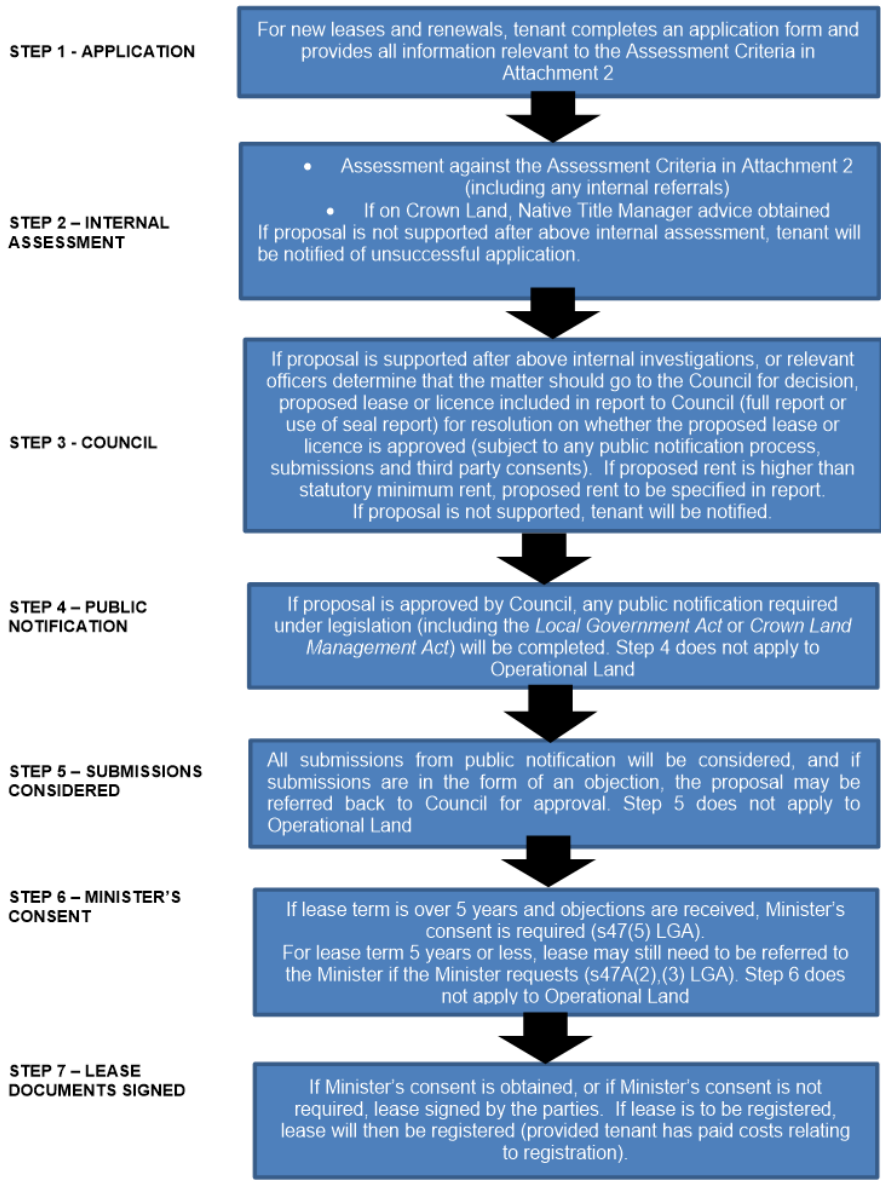 STEP 1 - APPLICATION
For new leases and renewals, tenant completes an application form and
provides all information relevant to the Assessment Criteria in
Attachment 2
STEP 2 – INTERNAL
ASSESSMENT
• Assessment against the Assessment Criteria in Attachment 2
(including any internal referrals)
• If on Crown Land, Native Title Manager advice obtained
If proposal is not supported after above internal assessment, tenant will
be notified of unsuccessful application.
STEP 3 - COUNCIL
If proposal is supported after above internal investigations, or relevant
officers determine that the matter should go to the Council for decision,
proposed lease or licence included in report to Council (full report or
use of seal report) for resolution on whether the proposed lease or
licence is approved (subject to any public notification process,
submissions and third party consents). If proposed rent is higher than
statutory minimum rent, proposed rent to be specified in report.
If proposal is not supported, tenant will be notified.
STEP 4 – PUBLIC
NOTIFICATION
If proposal is approved by Council, any public notification required
under legislation (including the Local Government Act or Crown Land
Management Act) will be completed. Step 4 does not apply to
Operational Land
STEP 5 – SUBMISSIONS
CONSIDERED
All submissions from public notification will be considered, and if
submissions are in the form of an objection, the proposal may be
referred back to Council for approval. Step 5 does not apply to
Operational Land
STEP 6 – MINISTER'S
CONSENT
If lease term is over 5 years and objections are received, Minister's
consent is required (s47(5) LGA).
For lease term 5 years or less, lease may still need to be referred to
the Minister if the Minister requests (s47A(2),(3) LGA). Step 6 does
not apply to Operational Land
STEP 7 – LEASE
DOCUMENTS SIGNED
If Minister's consent is obtained, or if Minister's consent is not
required, lease signed by the parties. If lease is to be registered,
lease will then be registered (provided tenant has paid costs relating
to registration).